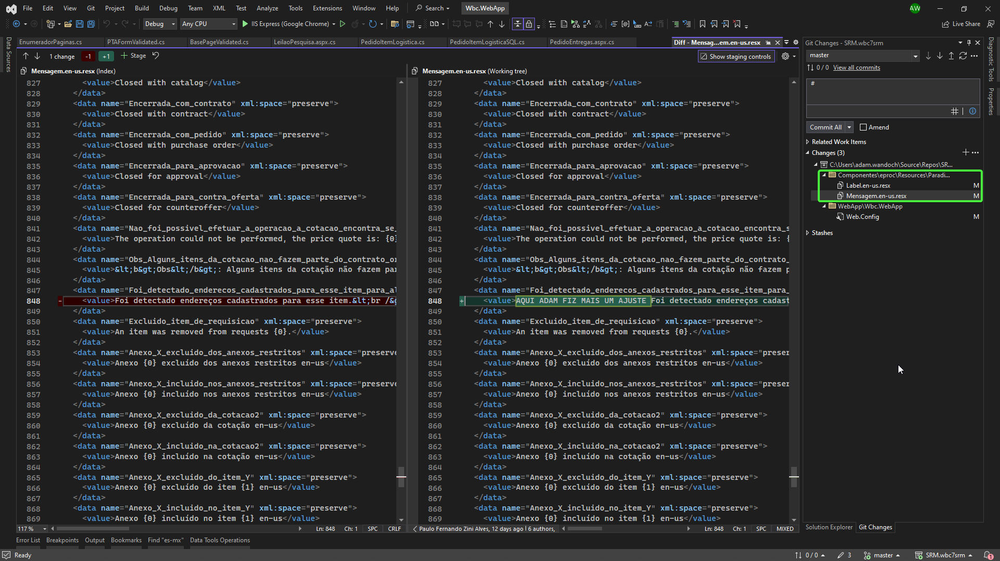 File Edit View Git Project Build Debug Team XML Test Analyze Tools Extensions Window Help Search Wbc.WebApp AW
Debug Any CPU IIS Express (Google Chrome) Live Share
Data Sources
EnumeradorPaginas.cs PTAFormValidated.cs BasePageValidated.cs LeilaoPesquisa.aspx.cs PedidoItemLogistica.cs PedidoItemLogisticaSQL.cs PedidoEntregas.aspx.cs Diff - Mensag...em.en-us.resx
1 change -1 +1 Stage Show staging controls
Mensagem.en-us.resx (Index)
827 <value>Closed with catalog</value>
828 </data>
829 <data name="Encerrada_com_contrato" xml:space="preserve">
830 <value>Closed with contract</value>
831 </data>
832 <data name="Encerrada_com_pedido" xml:space="preserve">
833 <value>Closed with purchase order</value>
834 </data>
835 <data name="Encerrada_para_aprovacao" xml:space="preserve">
836 <value>Closed for approval</value>
837 </data>
838 <data name="Encerrada_para_contra_oferta" xml:space="preserve">
839 <value>Closed for counteroffer</value>
840 </data>
841 <data name="Nao_foi_possivel_efetuar_a_operacao_a_cotacao_encontra_se_
842 <value>The operation could not be performed, the price quote is: {0}
843 </data>
844 <data name="Obs_Alguns_itens_da_cotacao_nao_fazem_parte_do_contrato_or
845 <value>&lt;b&gt;Obs&lt;/b&gt;: Alguns itens da cotação não fazem par
846 </data>
847 <data name="Foi_detectado_enderecos_cadastrados_para_esse_item_para_al
848 - <value>Foi detectado endereços cadastrados para esse item.&lt;br /&g
849 </data>
850 <data name="Excluido_item_de_requisicao" xml:space="preserve">
851 <value>An item was removed from requests {0}.</value>
852 </data>
853 <data name="Anexo_X_excluído_dos_anexos_restritos" xml:space="preserve
854 <value>Anexo {0} excluído dos anexos restritos en-us</value>
855 </data>
856 <data name="Anexo_X_incluído_nos_anexos_restritos" xml:space="preserve
857 <value>Anexo {0} incluído nos anexos restritos en-us</value>
858 </data>
859 <data name="Anexo_X_excluido_da_cotacao2" xml:space="preserve">
860 <value>Anexo {0} excluído da cotação en-us</value>
861 </data>
862 <data name="Anexo_X_incluido_na_cotacao2" xml:space="preserve">
863 <value>Anexo {0} incluído na cotação en-us</value>
864 </data>
865 <data name="Anexo_X_excluido_do_item_Y" xml:space="preserve">
866 <value>Anexo {0} excluído do item {1} en-us</value>
867 </data>
868 <data name="Anexo_X_incluido_no_item_Y" xml:space="preserve">
869 <value>Anexo {0} incluído no item {1} en-us</value>
117 % Ln: 848 Ch: 1 SPC CRLF
Mensagem.en-us.resx (Working tree)
827 <value>Closed with catalog</value>
828 </data>
829 <data name="Encerrada_com_contrato" xml:space="preserve">
830 <value>Closed with contract</value>
831 </data>
832 <data name="Encerrada_com_pedido" xml:space="preserve">
833 <value>Closed with purchase order</value>
834 </data>
835 <data name="Encerrada_para_aprovacao" xml:space="preserve">
836 <value>Closed for approval</value>
837 </data>
838 <data name="Encerrada_para_contra_oferta" xml:space="preserve">
839 <value>Closed for counteroffer</value>
840 </data>
841 <data name="Nao_foi_possivel_efetuar_a_operacao_a_cotacao_encontra_s
842 <value>The operation could not be performed, the price quote is: {
843 </data>
844 <data name="Obs_Alguns_itens_da_cotacao_nao_fazem_parte_do_contrato_
845 <value>&lt;b&gt;Obs&lt;/b&gt;: Alguns itens da cotação não fazem p
846 </data>
847 <data name="Foi_detectado_enderecos_cadastrados_para_esse_item_para_
848 + <value>AQUI ADAM FIZ MAIS UM AJUSTE Foi detectado endereços cadast
849 </data>
850 <data name="Excluido_item_de_requisicao" xml:space="preserve">
851 <value>An item was removed from requests {0}.</value>
852 </data>
853 <data name="Anexo_X_excluído_dos_anexos_restritos" xml:space="preser
854 <value>Anexo {0} excluído dos anexos restritos en-us</value>
855 </data>
856 <data name="Anexo_X_incluído_nos_anexos_restritos" xml:space="preser
857 <value>Anexo {0} incluído nos anexos restritos en-us</value>
858 </data>
859 <data name="Anexo_X_excluido_da_cotacao2" xml:space="preserve">
860 <value>Anexo {0} excluído da cotação en-us</value>
861 </data>
862 <data name="Anexo_X_incluido_na_cotacao2" xml:space="preserve">
863 <value>Anexo {0} incluído na cotação en-us</value>
864 </data>
865 <data name="Anexo_X_excluido_do_item_Y" xml:space="preserve">
866 <value>Anexo {0} excluído do item {1} en-us</value>
867 </data>
868 <data name="Anexo_X_incluido_no_item_Y" xml:space="preserve">
869 <value>Anexo {0} incluído no item {1} en-us</value>
Paulo Fernando Zini Alves, 12 days ago | 6 authors, Ln: 848 Ch: 1 SPC MIXED
Git Changes - SRM.wbc7srm
master
0 / 0 View all commits
#
Commit All Amend
Related Work Items
Changes (3)
C:\Users\adam.wandoch\Source\Repos\SR...
Componentes\eproc\Resources\Paradi...
Label.en-us.resx M
Mensagem.en-us.resx M
WebApp\Wbc.WebApp
Web.Config M
Stashes
Solution Explorer Git Changes
Diagnostic Tools
Properties
Error List Breakpoints Output Bookmarks Find "es-mx" Data Tools Operations
Ready 0 / 0 3 master SRM.wbc7srm 1